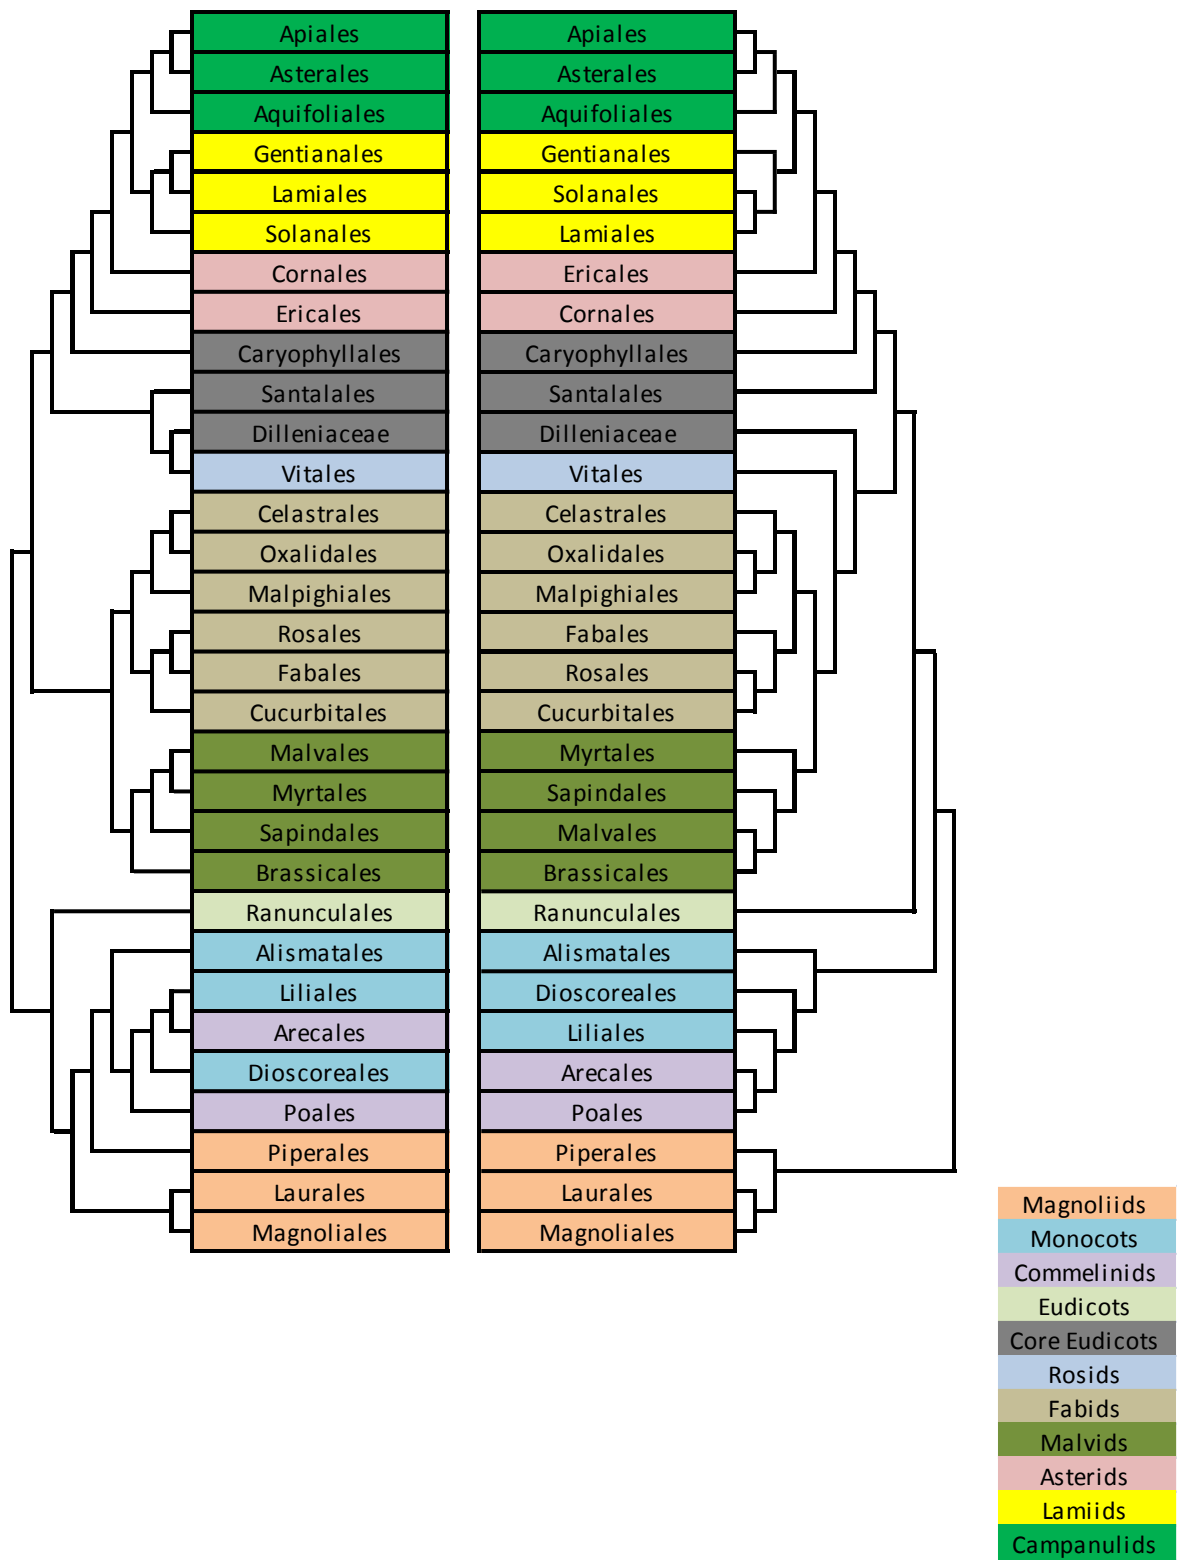 Apiales
Asterales
Aquifoliales
Gentianales
Lamiales
Solanales
Cornales
Ericales
Caryophyllales
Santalales
Dilleniaceae
Vitales
Celastrales
Oxalidales
Malpighiales
Rosales
Fabales
Cucurbitales
Malvales
Myrtales
Sapindales
Brassicales
Ranunculales
Alismatales
Liliales
Arecales
Dioscoreales
Poales
Piperales
Laurales
Magnoliales
Apiales
Asterales
Aquifoliales
Gentianales
Solanales
Lamiales
Ericales
Cornales
Caryophyllales
Santalales
Dilleniaceae
Vitales
Celastrales
Oxalidales
Malpighiales
Fabales
Rosales
Cucurbitales
Myrtales
Sapindales
Malvales
Brassicales
Ranunculales
Alismatales
Dioscoreales
Liliales
Arecales
Poales
Piperales
Laurales
Magnoliales
Magnoliids
Monocots
Commelinids
Eudicots
Core Eudicots
Rosids
Fabids
Malvids
Asterids
Lamiids
Campanulids